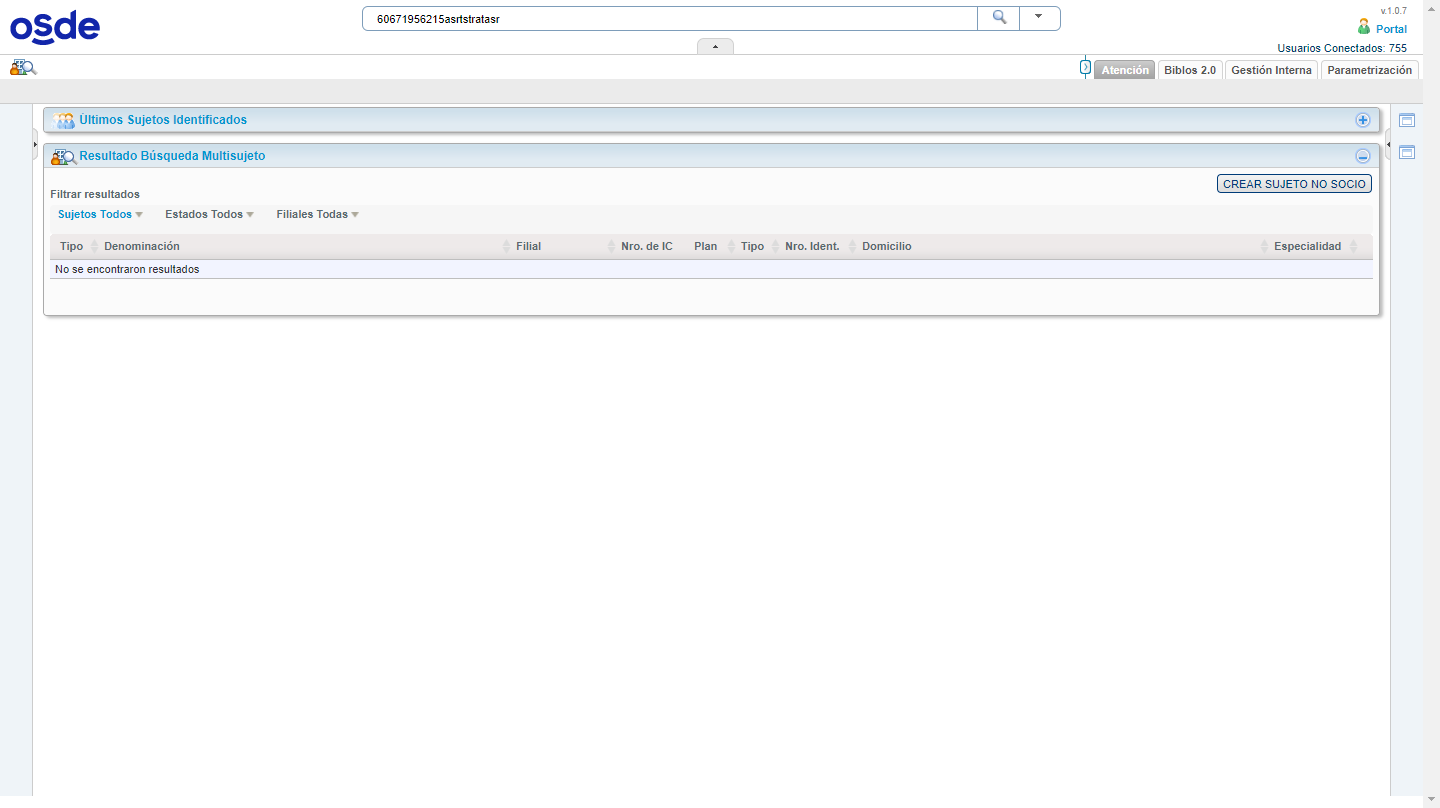 osde
60671956215asrtstratasr
v.1.0.7
Portal
Usuarios Conectados: 755
Atención Biblos 2.0 Gestión Interna Parametrización
Últimos Sujetos Identificados
Resultado Búsqueda Multisujeto
CREAR SUJETO NO SOCIO
Filtrar resultados
Sujetos Todos Estados Todos Filiales Todas
Tipo Denominación Filial Nro. de IC Plan Tipo Nro. Ident. Domicilio Especialidad
No se encontraron resultados